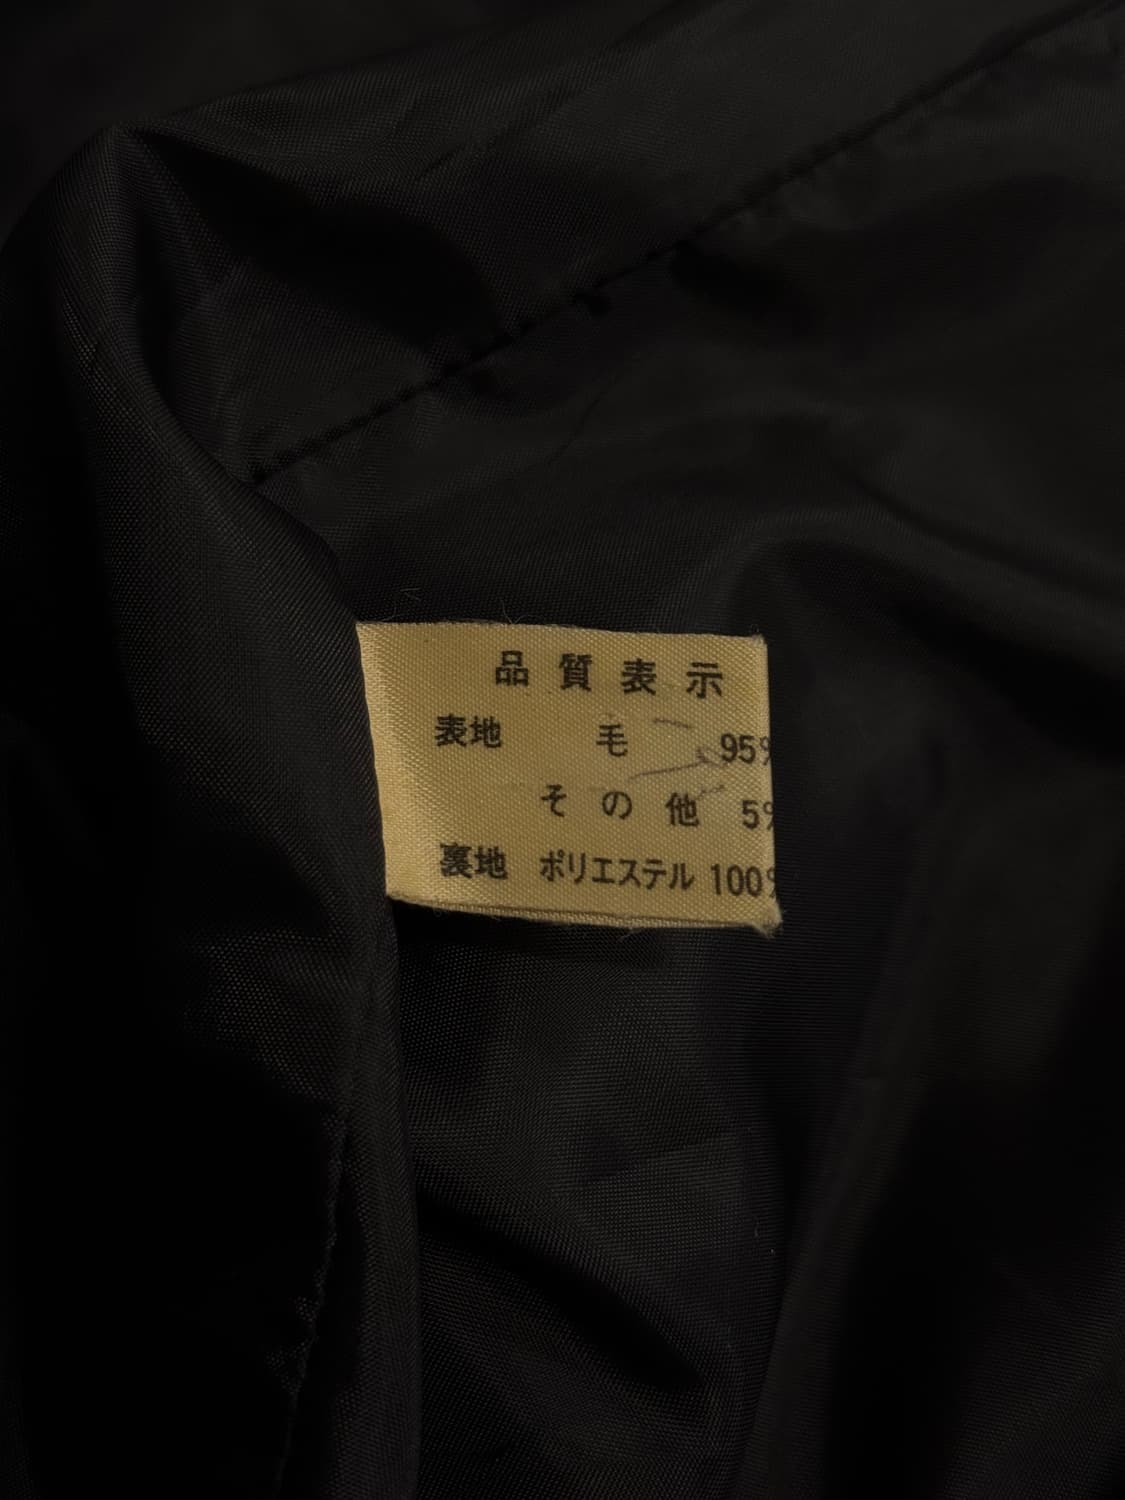 品質表示
表地 毛 95%
その他 5%
裏地 ポリエステル 100%